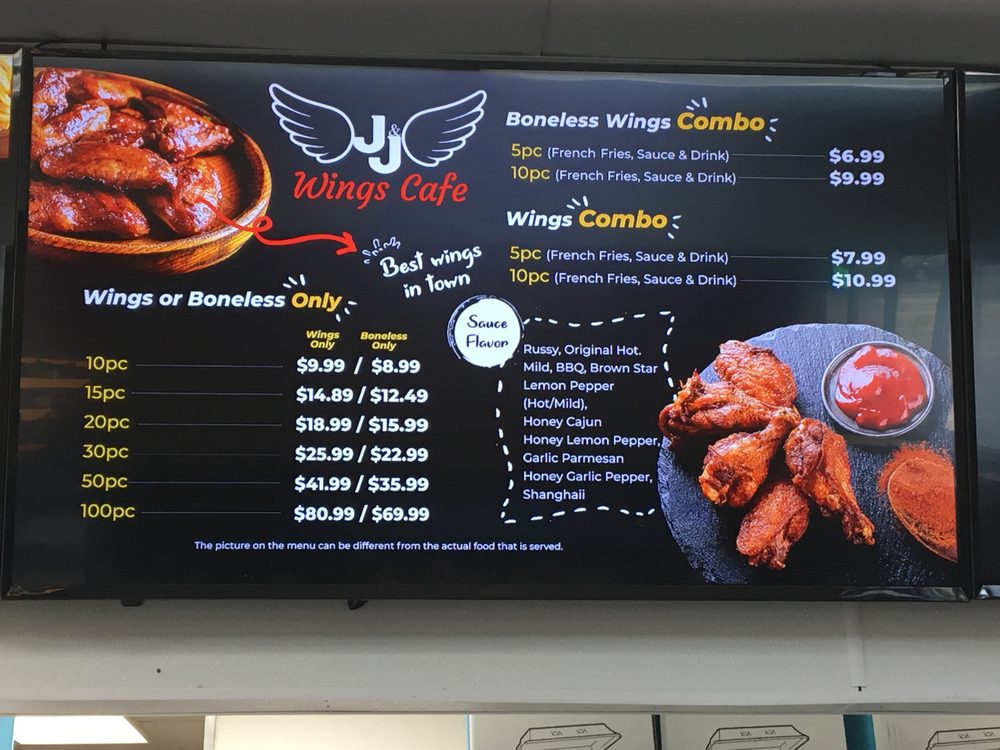 J&J
Wings Cafe
Best wings
in town
Wings or Boneless Only
Wings Only Boneless Only
10pc $9.99 / $8.99
15pc $14.89 / $12.49
20pc $18.99 / $15.99
30pc $25.99 / $22.99
50pc $41.99 / $35.99
100pc $80.99 / $69.99
Boneless Wings Combo
5pc (French Fries, Sauce & Drink) $6.99
10pc (French Fries, Sauce & Drink) $9.99
Wings Combo
5pc (French Fries, Sauce & Drink) $7.99
10pc (French Fries, Sauce & Drink) $10.99
Sauce
Flavor
Russy, Original Hot.
Mild, BBQ, Brown Star
Lemon Pepper
(Hot/Mild),
Honey Cajun
Honey Lemon Pepper,
Garlic Parmesan
Honey Garlic Pepper,
Shanghaii
The picture on the menu can be different from the actual food that is served.